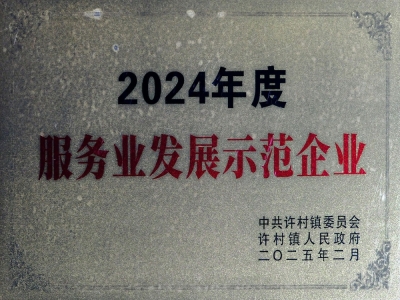 2024年度
服务业发展示范企业
中共许村镇委员会
许村镇人民政府
二〇二五年二月